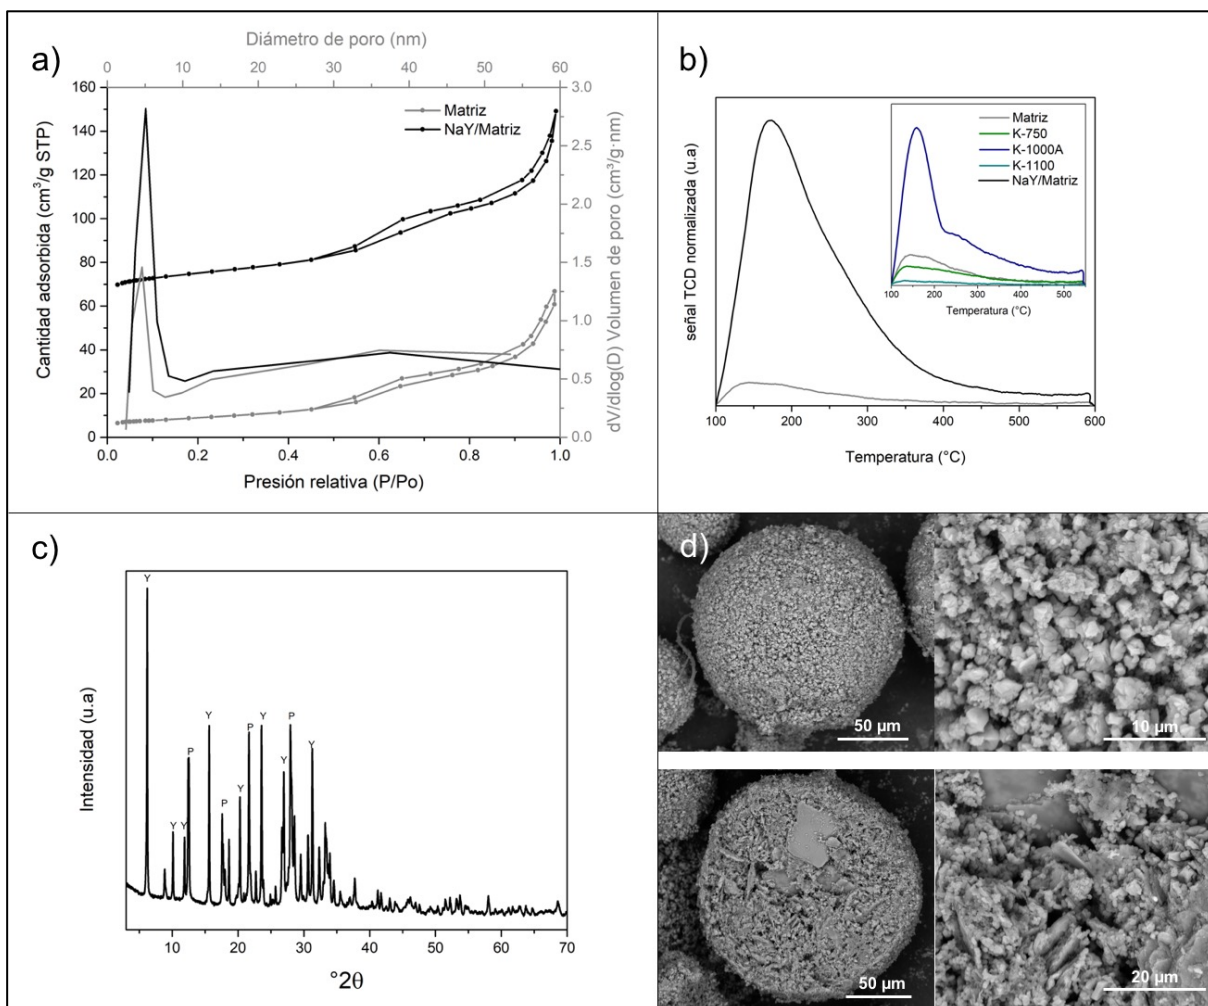 a)
Diámetro de poro (nm)
0 10 20 30 40 50 60
Cantidad adsorbida (cm³/g STP)
160
140
120
100
80
60
40
20
0
Matriz
NaY/Matriz
3.0
2.5
2.0
1.5
1.0
0.5
0.0
dV/dlog(D) Volumen de poro (cm³/g·nm)
0.0 0.2 0.4 0.6 0.8 1.0
Presión relativa (P/Po)
b)
señal TCD normalizada (u.a)
Matriz
K-750
K-1000A
K-1100
NaY/Matriz
100 200 300 400 500
Temperatura (°C)
100 200 300 400 500 600
Temperatura (°C)
c)
Intensidad (u.a)
Y
Y
Y
P
Y
P
Y
P
Y
Y
P
Y
10 20 30 40 50 60 70
°2θ
d)
50 µm
10 µm
50 µm
20 µm